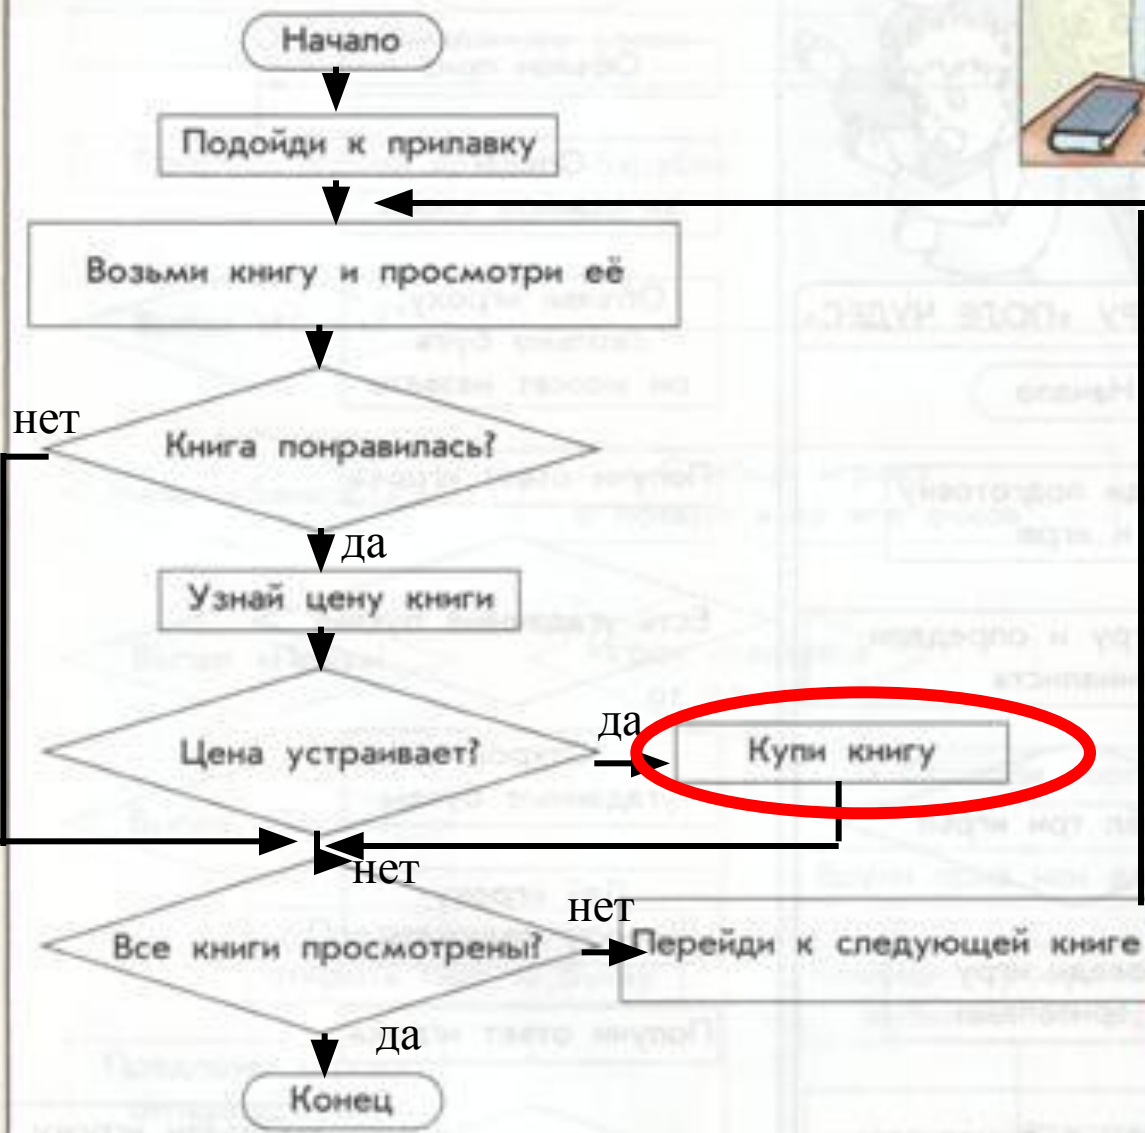 Начало
Подойди к прилавку
Возьми книгу и просмотри её
нет
Книга понравилась?
да
Узнай цену книги
да
Цена устраивает?
Купи книгу
нет
нет
Все книги просмотрены?
Перейди к следующей книге
да
Конец